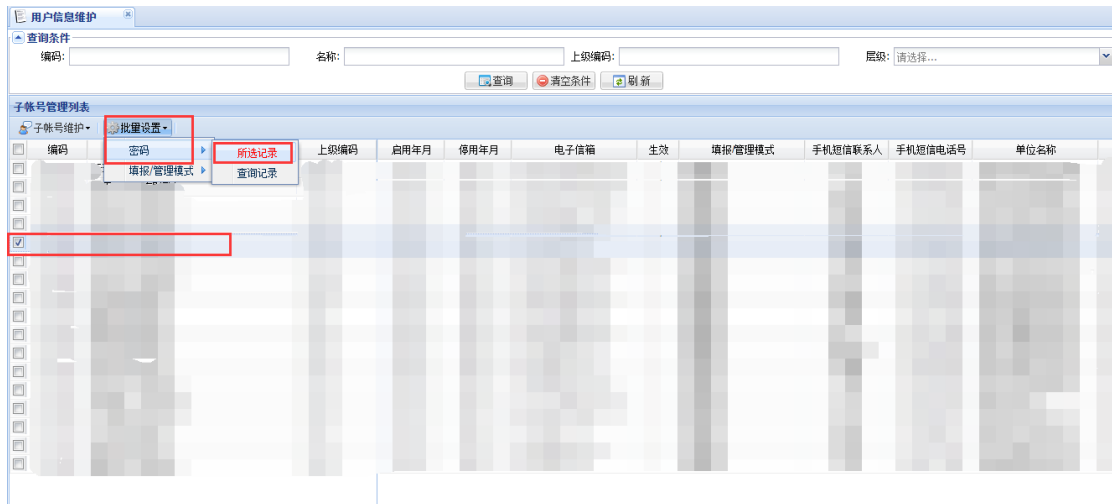 用户信息维护
查询条件
编码: 名称: 上级编码: 层级: 请选择...
查询 清空条件 刷 新
子帐号管理列表
子帐号维护 批量设置
编码 密码 所选记录 上级编码 启用年月 停用年月 电子信箱 生效 填报/管理模式 手机短信联系人 手机短信电话号 单位名称
填报/管理模式 查询记录